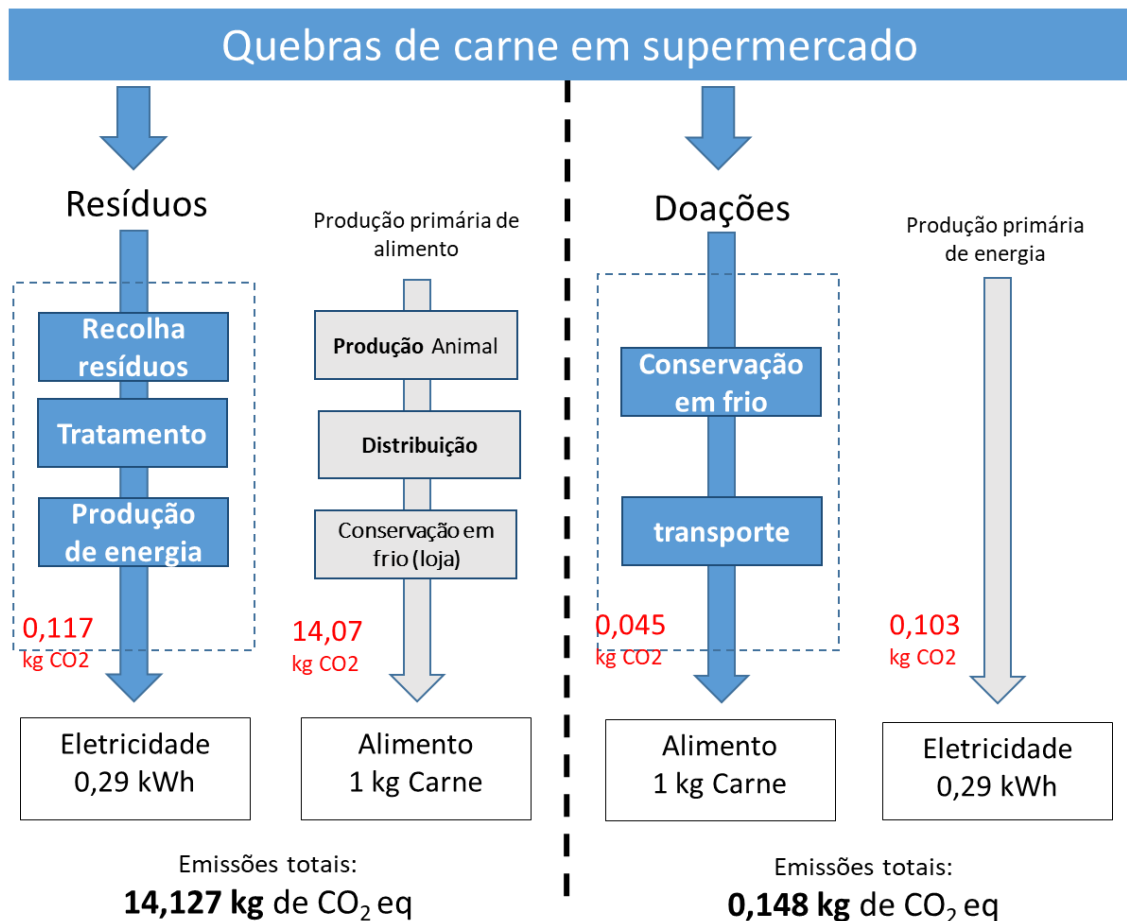 Quebras de carne em supermercado
Resíduos
Recolha
resíduos
Tratamento
Produção
de energia
0,117
kg CO2
Eletricidade
0,29 kWh
Produção primária de
alimento
Produção Animal
Distribuição
Conservação em
frio (loja)
14,07
kg CO2
Alimento
1 kg Carne
Emissões totais:
14,127 kg de CO₂ eq
Doações
Conservação
em frio
transporte
0,045
kg CO2
Alimento
1 kg Carne
Produção primária
de energia
0,103
kg CO2
Eletricidade
0,29 kWh
Emissões totais:
0,148 kg de CO₂ eq